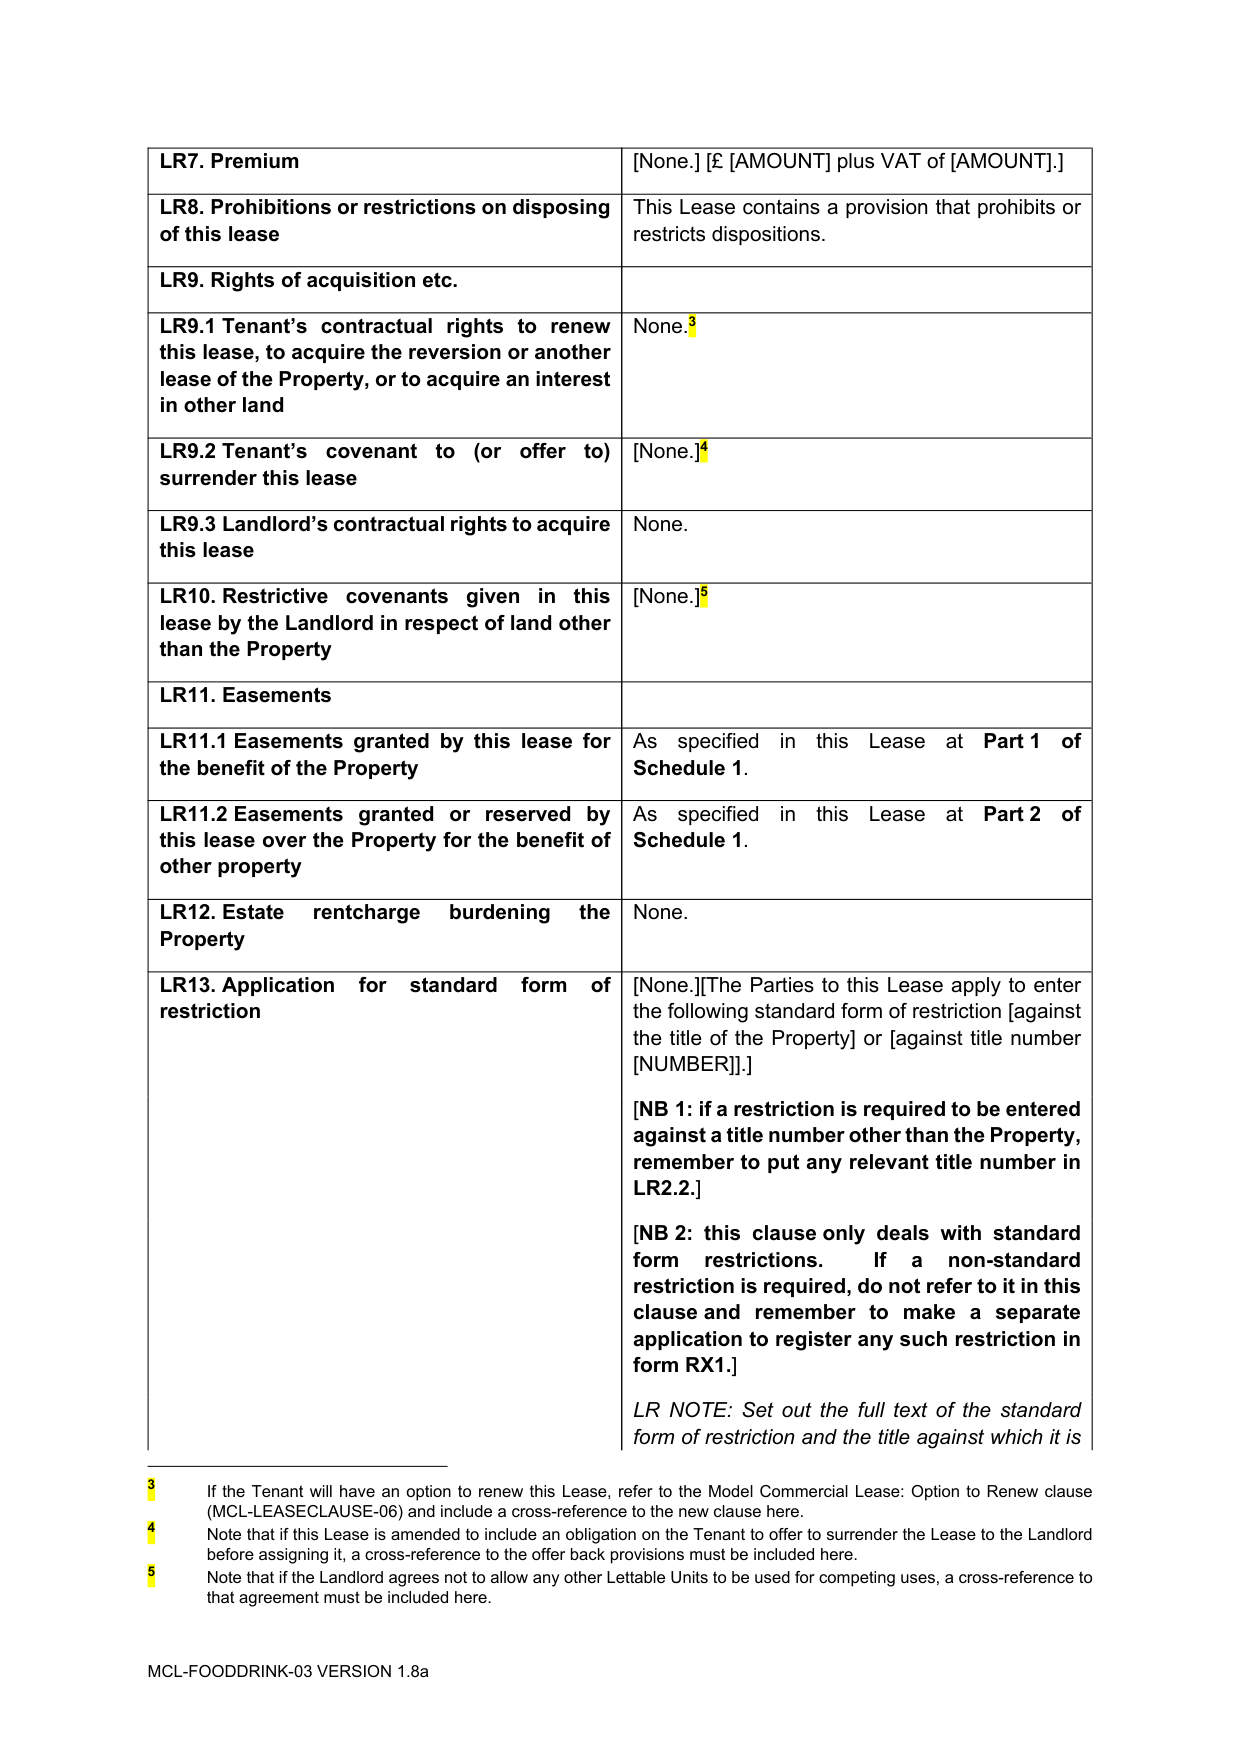 LR7. Premium
[None.] [£ [AMOUNT] plus VAT of [AMOUNT].]
LR8. Prohibitions or restrictions on disposing
of this lease
This Lease contains a provision that prohibits or
restricts dispositions.
LR9. Rights of acquisition etc.
LR9.1 Tenant’s contractual rights to renew
this lease, to acquire the reversion or another
lease of the Property, or to acquire an interest
in other land
None.3
LR9.2 Tenant’s covenant to (or offer to)
surrender this lease
[None.]4
LR9.3 Landlord’s contractual rights to acquire
this lease
None.
LR10. Restrictive covenants given in this
lease by the Landlord in respect of land other
than the Property
[None.]5
LR11. Easements
LR11.1 Easements granted by this lease for
the benefit of the Property
As specified in this Lease at Part 1 of
Schedule 1.
LR11.2 Easements granted or reserved by
this lease over the Property for the benefit of
other property
As specified in this Lease at Part 2 of
Schedule 1.
LR12. Estate rentcharge burdening the
Property
None.
LR13. Application for standard form of
restriction
[None.][The Parties to this Lease apply to enter
the following standard form of restriction [against
the title of the Property] or [against title number
[NUMBER]].]
[NB 1: if a restriction is required to be entered
against a title number other than the Property,
remember to put any relevant title number in
LR2.2.]
[NB 2: this clause only deals with standard
form restrictions. If a non-standard
restriction is required, do not refer to it in this
clause and remember to make a separate
application to register any such restriction in
form RX1.]
LR NOTE: Set out the full text of the standard
form of restriction and the title against which it is
3 If the Tenant will have an option to renew this Lease, refer to the Model Commercial Lease: Option to Renew clause
(MCL-LEASECLAUSE-06) and include a cross-reference to the new clause here.
4 Note that if this Lease is amended to include an obligation on the Tenant to offer to surrender the Lease to the Landlord
before assigning it, a cross-reference to the offer back provisions must be included here.
5 Note that if the Landlord agrees not to allow any other Lettable Units to be used for competing uses, a cross-reference to
that agreement must be included here.
MCL-FOODDRINK-03 VERSION 1.8a